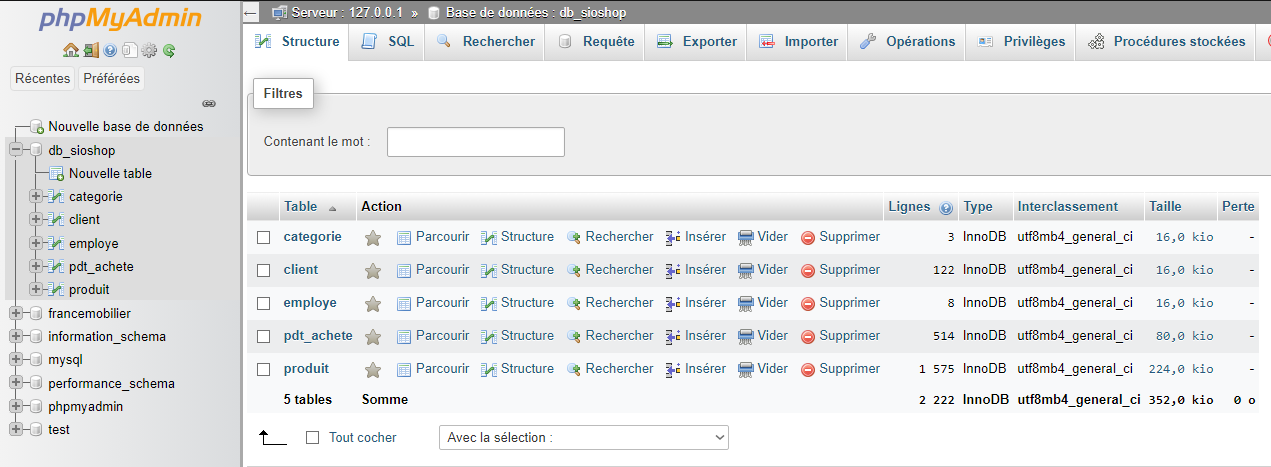 phpMyAdmin
Récentes Préférées
Nouvelle base de données
db_sioshop
Nouvelle table
categorie
client
employe
pdt_achete
produit
francemobilier
information_schema
mysql
performance_schema
phpmyadmin
test
Serveur : 127.0.0.1 » Base de données : db_sioshop
Structure SQL Rechercher Requête Exporter Importer Opérations Privilèges Procédures stockées
Filtres
Contenant le mot :
Table Action Lignes Type Interclassement Taille Perte
categorie Parcourir Structure Rechercher Insérer Vider Supprimer 3 InnoDB utf8mb4_general_ci 16,0 kio -
client Parcourir Structure Rechercher Insérer Vider Supprimer 122 InnoDB utf8mb4_general_ci 16,0 kio -
employe Parcourir Structure Rechercher Insérer Vider Supprimer 8 InnoDB utf8mb4_general_ci 16,0 kio -
pdt_achete Parcourir Structure Rechercher Insérer Vider Supprimer 514 InnoDB utf8mb4_general_ci 80,0 kio -
produit Parcourir Structure Rechercher Insérer Vider Supprimer 1 575 InnoDB utf8mb4_general_ci 224,0 kio -
5 tables Somme 2 222 InnoDB utf8mb4_general_ci 352,0 kio 0 o
Tout cocher Avec la sélection :